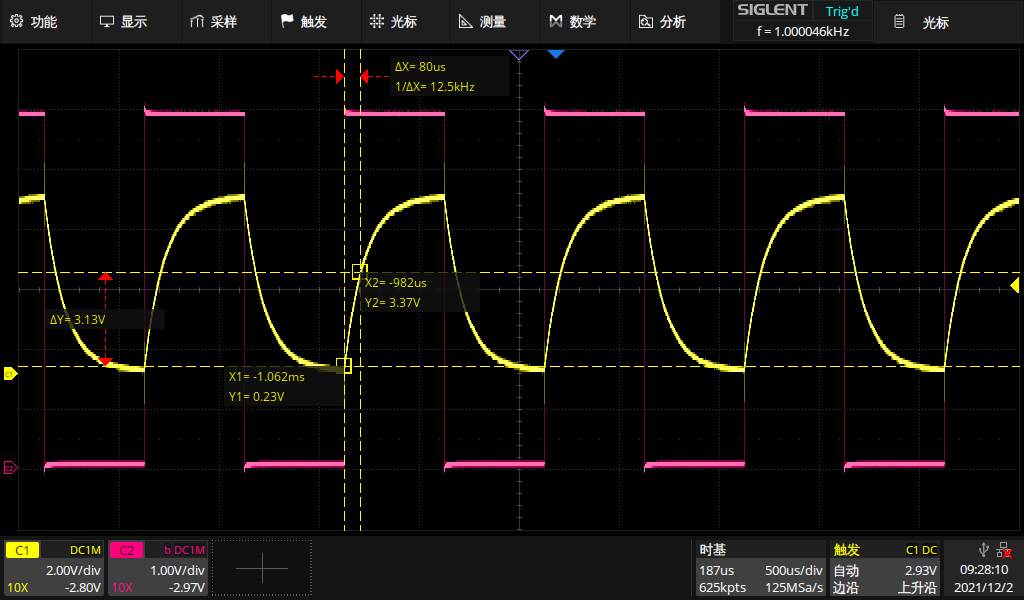 功能 显示 采样 触发 光标 测量 数学 分析 SIGLENT Trig'd 光标
f = 1.000046kHz
ΔX= 80us
1/ΔX= 12.5kHz
X2= -982us
Y2= 3.37V
ΔY= 3.13V
X1= -1.062ms
Y1= 0.23V
C1
C2
C1 DC1M
2.00V/div
10X -2.80V
C2 b DC1M
1.00V/div
10X -2.97V
时基
187us 500us/div
625kpts 125MSa/s
触发 C1 DC
自动 2.93V
边沿 上升沿
09:28:10
2021/12/2